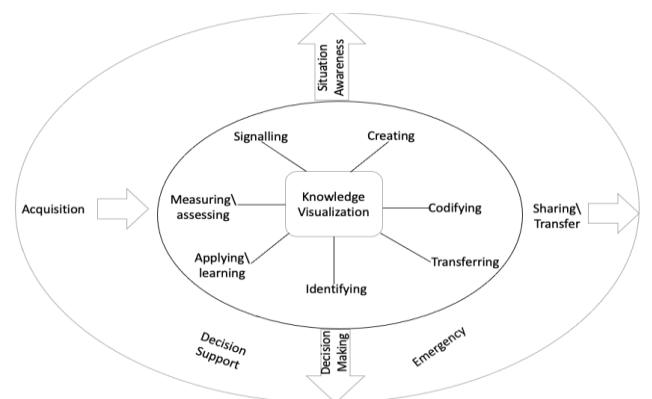 Situation
Awareness
Signalling
Creating
Acquisition
Measuring\
assessing
Knowledge
Visualization
Codifying
Sharing\
Transfer
Applying\
learning
Transferring
Identifying
Decision
Support
Decision
Making
Emergency